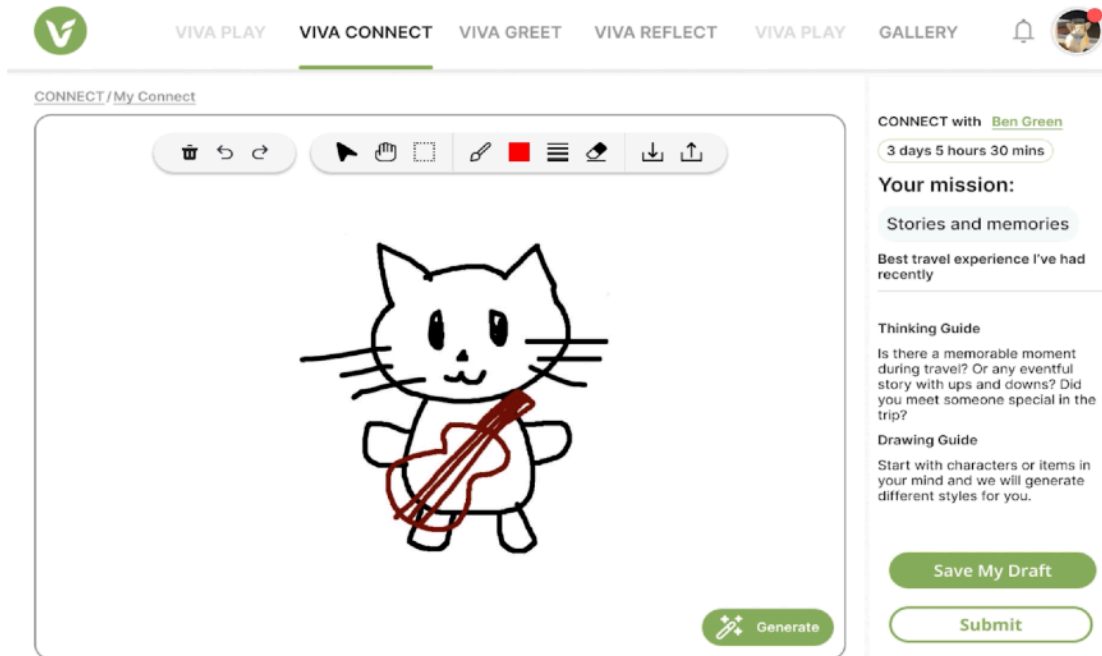 VIVA PLAY VIVA CONNECT VIVA GREET VIVA REFLECT VIVA PLAY GALLERY
CONNECT/My Connect
CONNECT with Ben Green
3 days 5 hours 30 mins
Your mission:
Stories and memories
Best travel experience I've had
recently
Thinking Guide
Is there a memorable moment
during travel? Or any eventful
story with ups and downs? Did
you meet someone special in the
trip?
Drawing Guide
Start with characters or items in
your mind and we will generate
different styles for you.
Save My Draft
Generate
Submit